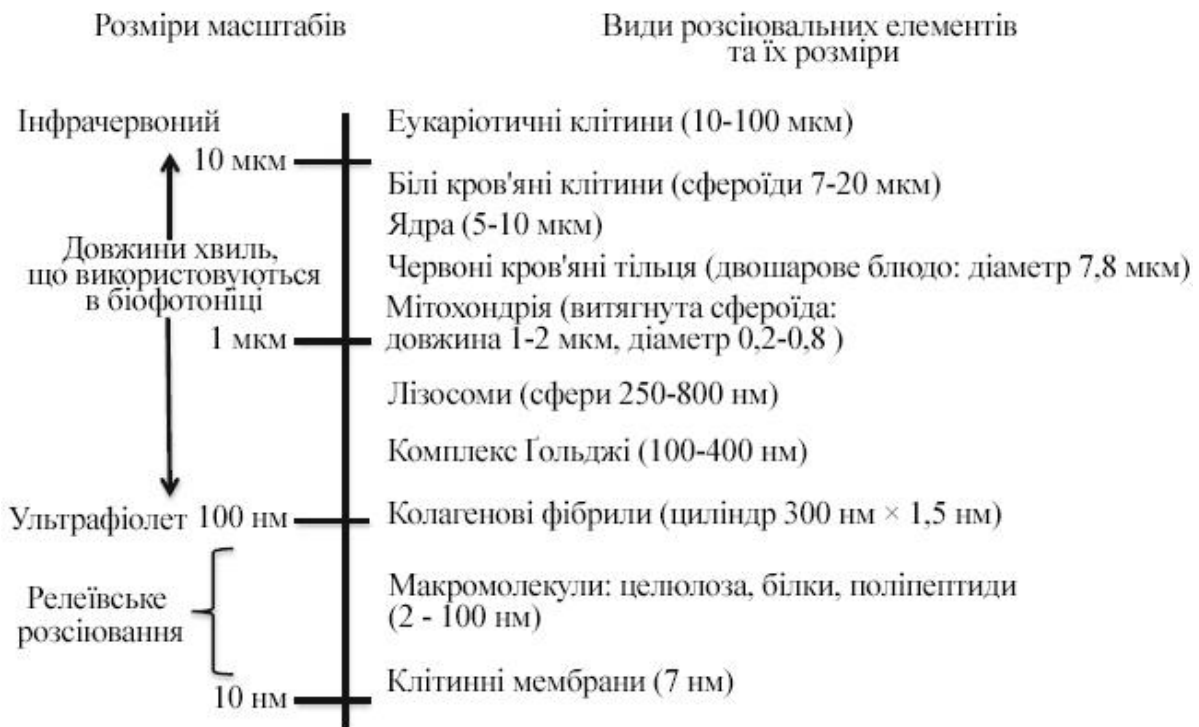 Розміри масштабів
Види розсіювальних елементів
та їх розміри
Інфрачервоний
Еукаріотичні клітини (10-100 мкм)
10 мкм
Білі кров'яні клітини (сфероїди 7-20 мкм)
Ядра (5-10 мкм)
Довжини хвиль,
що використовуються
в біофотоніці
Червоні кров'яні тільця (двошарове блюдо: діаметр 7,8 мкм)
Мітохондрія (витягнута сфероїда:
довжина 1-2 мкм, діаметр 0,2-0,8 )
1 мкм
Лізосоми (сфери 250-800 нм)
Комплекс Ґольджі (100-400 нм)
Ультрафіолет 100 нм
Колагенові фібрили (циліндр 300 нм × 1,5 нм)
Релеївське
розсіювання
Макромолекули: целюлоза, білки, поліпептиди
(2 - 100 нм)
Клітинні мембрани (7 нм)
10 нм